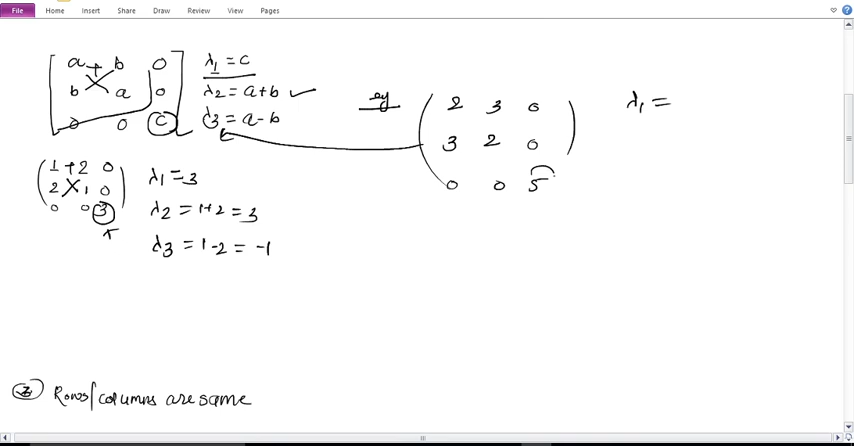 File Home Insert Share Draw Review View Pages
a b 0
b a 0
0 0 c
λ1 = c
λ2 = a+b ✓
λ3 = a-b
1 2 0
2 1 0
0 0 3
λ1 = 3
λ2 = 1+2 = 3
λ3 = 1-2 = -1
eg
2 3 0
3 2 0
0 0 5
λ1 =
② Rows/columns are same